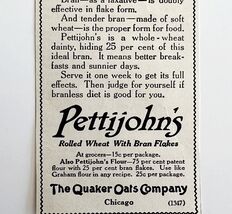 Bran—as a laxative—is doubly
effective in flake form.
And tender bran—made of soft
wheat—is the proper form for food.
Pettijohn's is a whole-wheat
dainty, hiding 25 per cent of this
ideal bran. It means better break-
fasts and sunnier days.
Serve it one week to get its full
effects. Then judge for yourself if
branless diet is good for you.
Pettijohn's
Rolled Wheat With Bran Flakes
At grocers—15c per package.
Also Pettijohn's Flour—75 per cent patent
flour with 25 per cent bran flakes. Use like
Graham flour in any recipe. 25c per package.
The Quaker Oats Company
Chicago (1347)